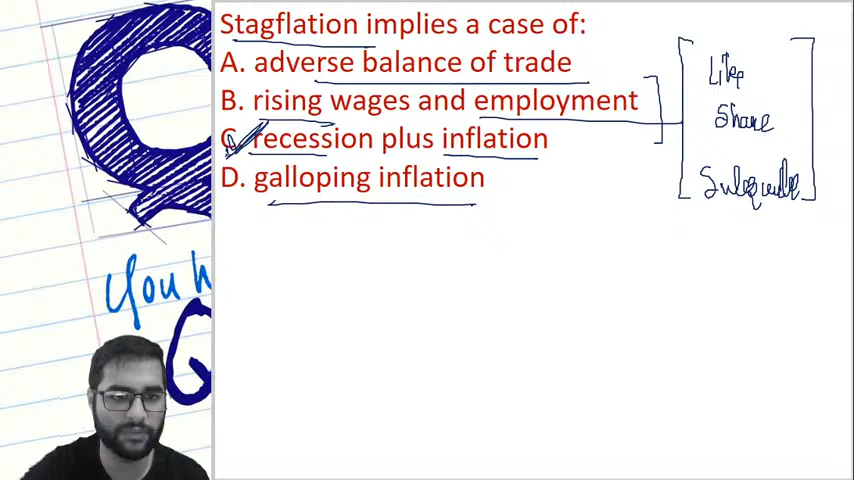 Stagflation implies a case of:
A. adverse balance of trade
B. rising wages and employment
C. recession plus inflation
D. galloping inflation
Like
Share
Subscribe
You h